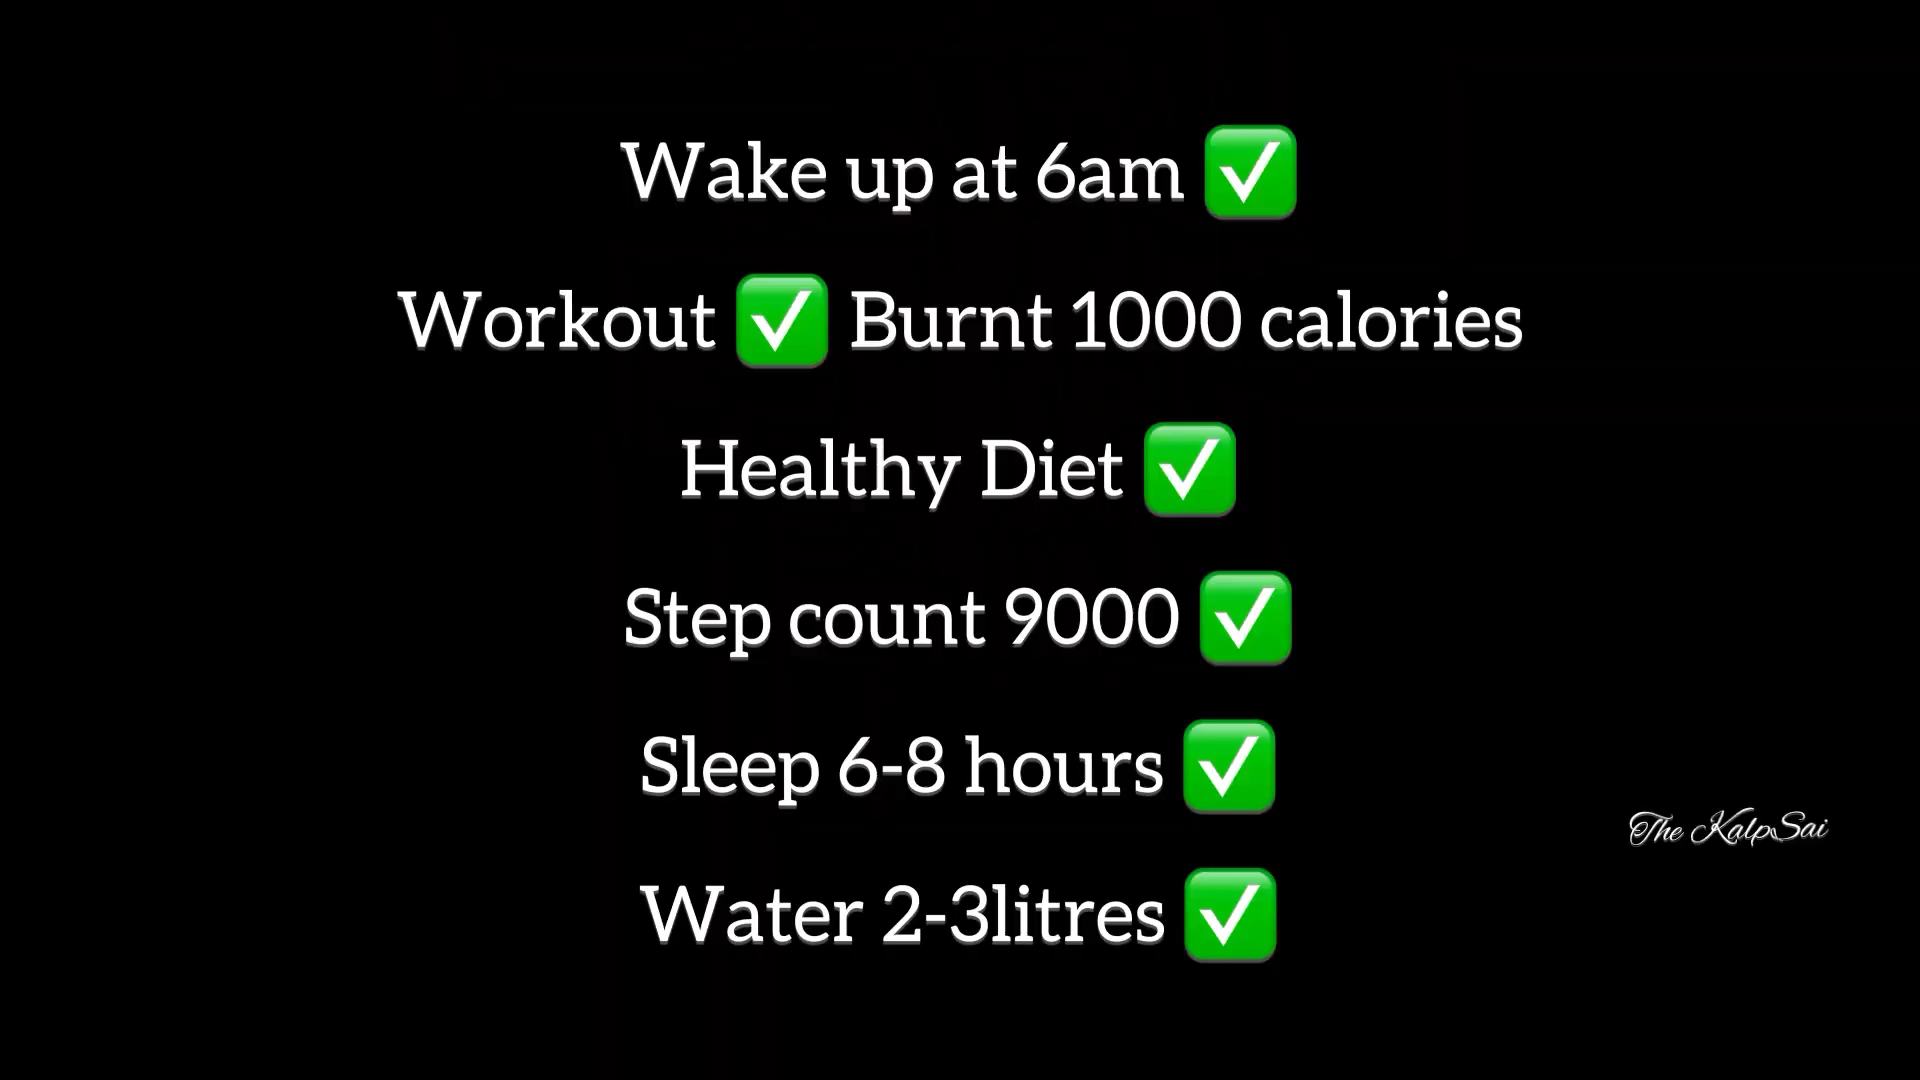 Wake up at 6am ✅
Workout ✅ Burnt 1000 calories
Healthy Diet ✅
Step count 9000 ✅
Sleep 6-8 hours ✅
The KalpSai
Water 2-3litres ✅